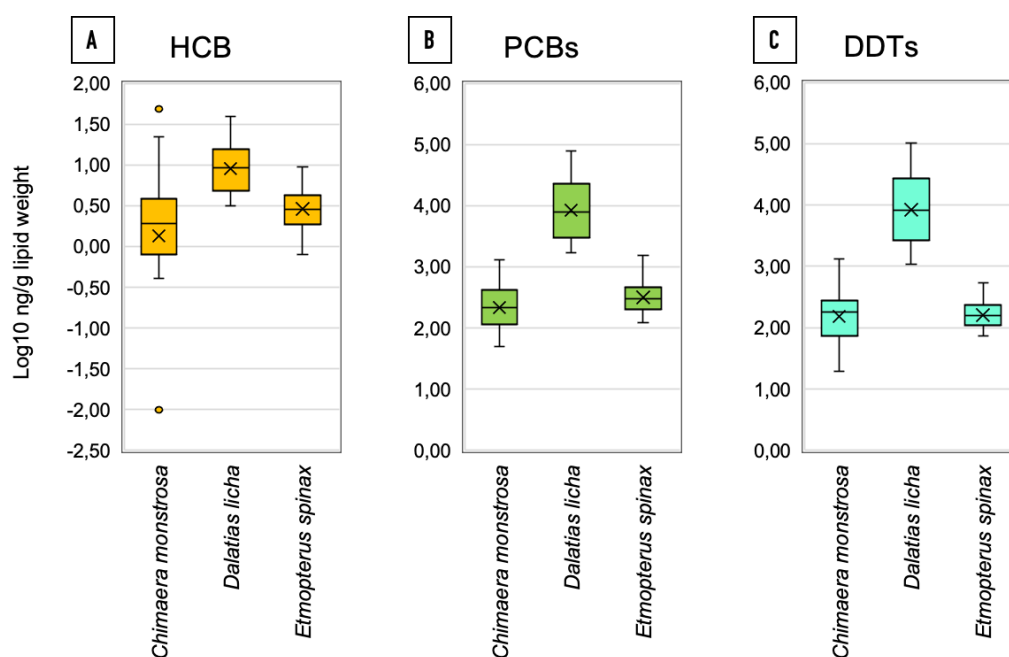 A
HCB
Log10 ng/g lipid weight
2,00
1,50
1,00
0,50
0,00
-0,50
-1,00
-1,50
-2,00
-2,50
Chimaera monstrosa
Dalatias licha
Etmopterus spinax
B
PCBs
6,00
5,00
4,00
3,00
2,00
1,00
0,00
Chimaera monstrosa
Dalatias licha
Etmopterus spinax
C
DDTs
6,00
5,00
4,00
3,00
2,00
1,00
0,00
Chimaera monstrosa
Dalatias licha
Etmopterus spinax